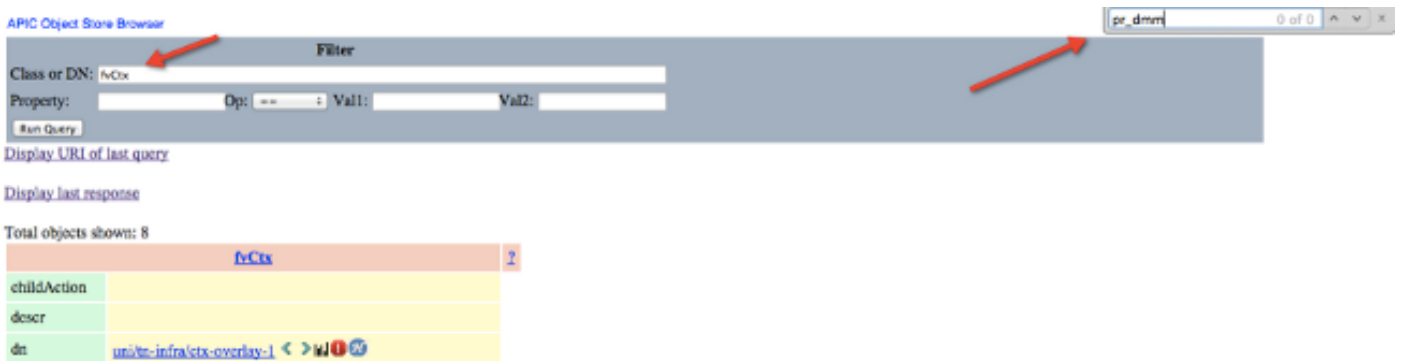 APIC Object Store Browser
pr_dmm 0 of 0
Filter
Class or DN: fvCtx
Property: Op: == Val1: Val2:
Run Query
Display URI of last query
Display last response
Total objects shown: 8
fvCtx ?
childAction
descr
dn uni/tn-infra/ctx-overlay-1